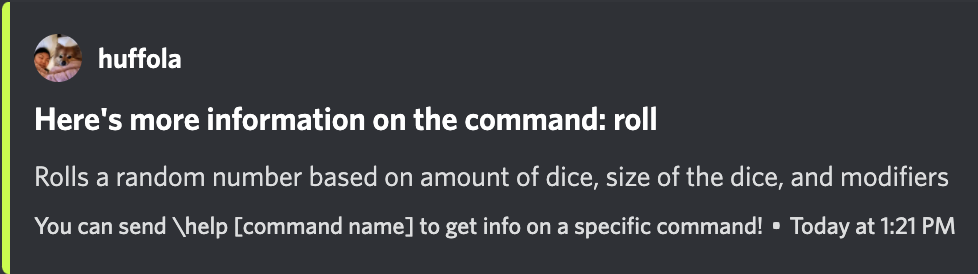 huffola
Here's more information on the command: roll
Rolls a random number based on amount of dice, size of the dice, and modifiers
You can send \help [command name] to get info on a specific command! • Today at 1:21 PM